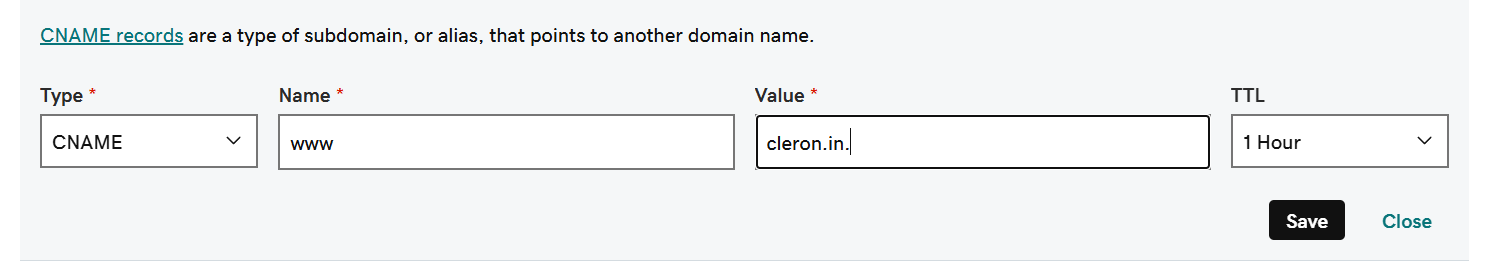 CNAME records are a type of subdomain, or alias, that points to another domain name.
Type * Name * Value * TTL
CNAME www cleron.in. 1 Hour
Save Close